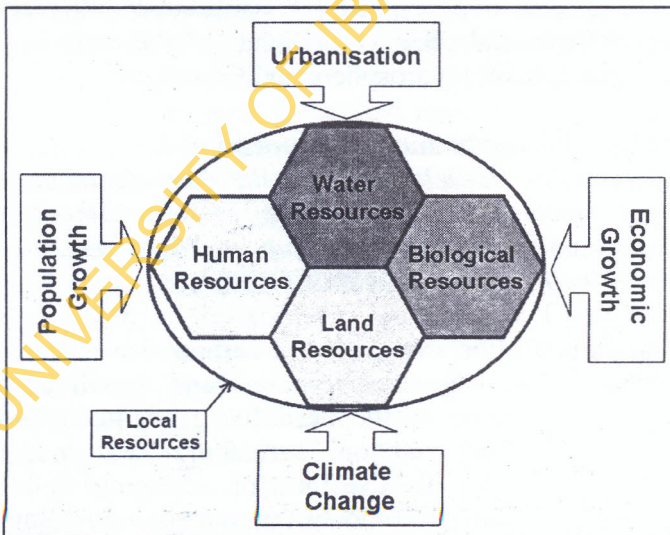 Urbanisation
Water
Resources
Population
Growth
Human
Resources
Biological
Resources
Economic
Growth
Land
Resources
Local
Resources
Climate
Change
UNIVERSITY OF IBA